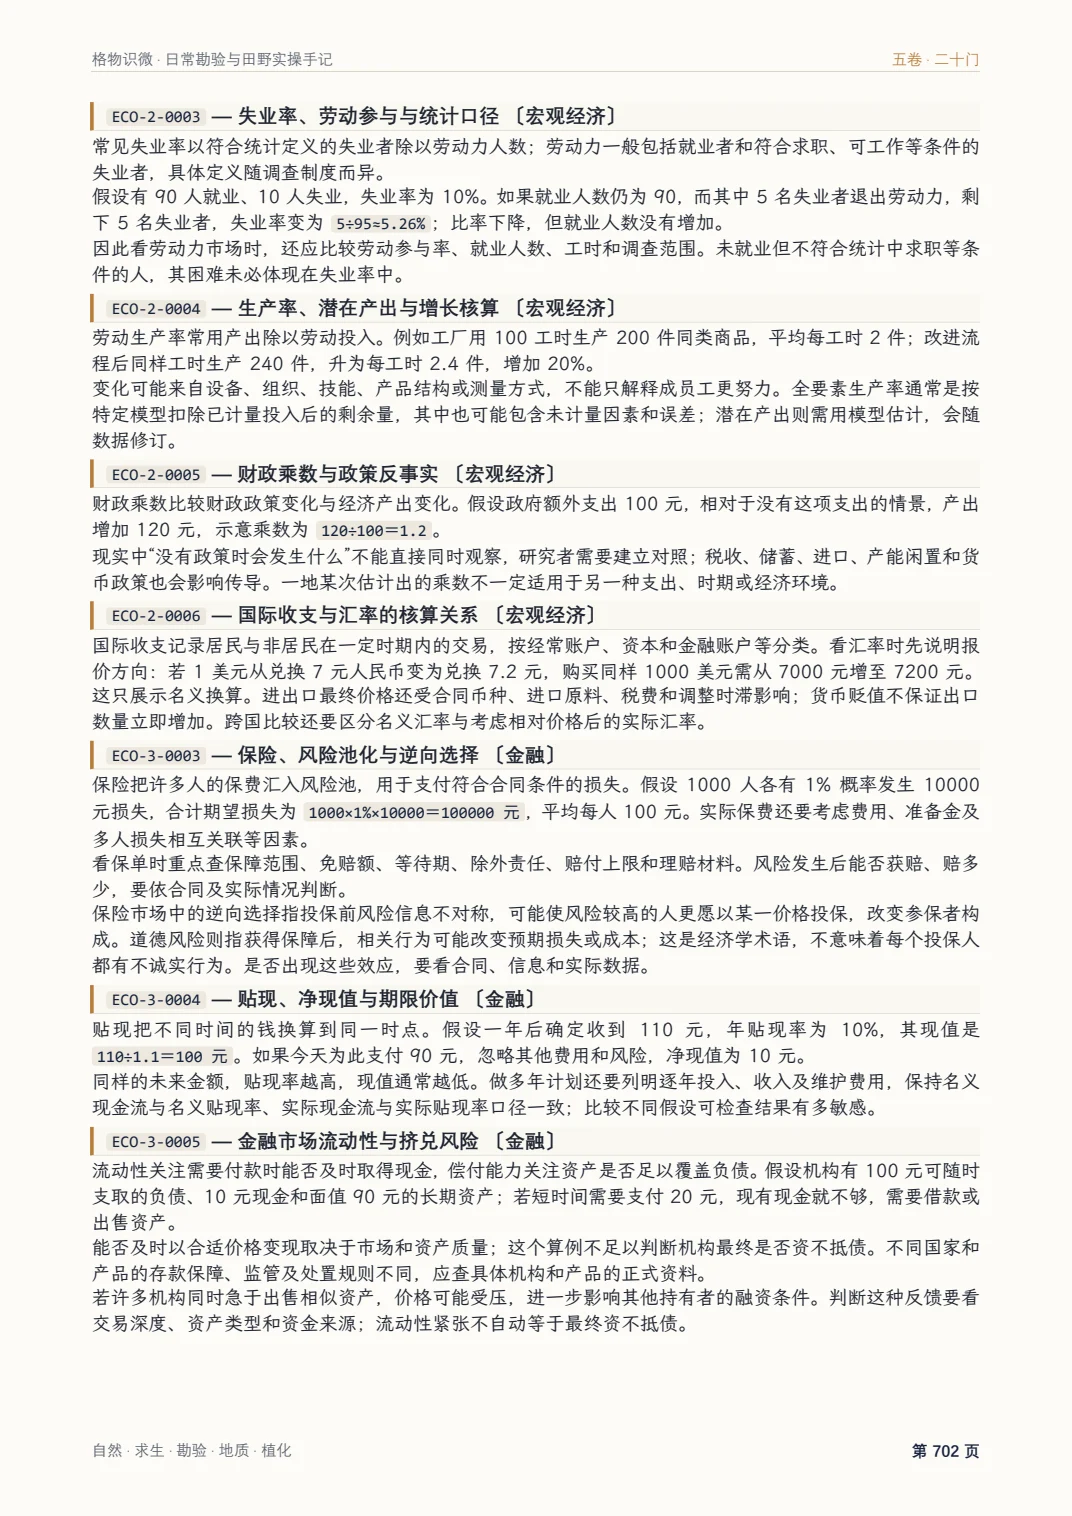 格物识微 · 日常勘验与田野实操手记
五卷 · 二十门
ECO-2-0003 — 失业率、劳动参与与统计口径 〔宏观经济〕
常见失业率以符合统计定义的失业者除以劳动力人数；劳动力一般包括就业者和符合求职、可工作等条件的
失业者，具体定义随调查制度而异。
假设有 90 人就业、10 人失业，失业率为 10%。如果就业人数仍为 90，而其中 5 名失业者退出劳动力，剩
下 5 名失业者，失业率变为 5÷95≈5.26%；比率下降，但就业人数没有增加。
因此看劳动力市场时，还应比较劳动参与率、就业人数、工时和调查范围。未就业但不符合统计中求职等条
件的人，其困难未必体现在失业率中。
ECO-2-0004 — 生产率、潜在产出与增长核算 〔宏观经济〕
劳动生产率常用产出除以劳动投入。例如工厂用 100 工时生产 200 件同类商品，平均每工时 2 件；改进流
程后同样工时生产 240 件，升为每工时 2.4 件，增加 20%。
变化可能来自设备、组织、技能、产品结构或测量方式，不能只解释成员工更努力。全要素生产率通常是按
特定模型扣除已计量投入后的剩余量，其中也可能包含未计量因素和误差；潜在产出则需用模型估计，会随
数据修订。
ECO-2-0005 — 财政乘数与政策反事实 〔宏观经济〕
财政乘数比较财政政策变化与经济产出变化。假设政府额外支出 100 元，相对于没有这项支出的情景，产出
增加 120 元，示意乘数为 120÷100＝1.2。
现实中“没有政策时会发生什么”不能直接同时观察，研究者需要建立对照；税收、储蓄、进口、产能闲置和货
币政策也会影响传导。一地某次估计出的乘数不一定适用于另一种支出、时期或经济环境。
ECO-2-0006 — 国际收支与汇率的核算关系 〔宏观经济〕
国际收支记录居民与非居民在一定时期内的交易，按经常账户、资本和金融账户等分类。看汇率时先说明报
价方向：若 1 美元从兑换 7 元人民币变为兑换 7.2 元，购买同样 1000 美元需从 7000 元增至 7200 元。
这只展示名义换算。进出口最终价格还受合同币种、进口原料、税费和调整时滞影响；货币贬值不保证出口
数量立即增加。跨国比较还要区分名义汇率与考虑相对价格后的实际汇率。
ECO-3-0003 — 保险、风险池化与逆向选择 〔金融〕
保险把许多人的保费汇入风险池，用于支付符合合同条件的损失。假设 1000 人各有 1% 概率发生 10000
元损失，合计期望损失为 1000×1%×10000＝100000 元，平均每人 100 元。实际保费还要考虑费用、准备金及
多人损失相互关联等因素。
看保单时重点查保障范围、免赔额、等待期、除外责任、赔付上限和理赔材料。风险发生后能否获赔、赔多
少，要依合同及实际情况判断。
保险市场中的逆向选择指投保前风险信息不对称，可能使风险较高的人更愿以某一价格投保，改变参保者构
成。道德风险则指获得保障后，相关行为可能改变预期损失或成本；这是经济学术语，不意味着每个投保人
都有不诚实行为。是否出现这些效应，要看合同、信息和实际数据。
ECO-3-0004 — 贴现、净现值与期限价值 〔金融〕
贴现把不同时间的钱换算到同一时点。假设一年后确定收到 110 元，年贴现率为 10%，其现值是
110÷1.1＝100 元。如果今天为此支付 90 元，忽略其他费用和风险，净现值为 10 元。
同样的未来金额，贴现率越高，现值通常越低。做多年计划还要列明逐年投入、收入及维护费用，保持名义
现金流与名义贴现率、实际现金流与实际贴现率口径一致；比较不同假设可检查结果有多敏感。
ECO-3-0005 — 金融市场流动性与挤兑风险 〔金融〕
流动性关注需要付款时能否及时取得现金，偿付能力关注资产是否足以覆盖负债。假设机构有 100 元可随时
支取的负债、10 元现金和面值 90 元的长期资产；若短时间需要支付 20 元，现有现金就不够，需要借款或
出售资产。
能否及时以合适价格变现取决于市场和资产质量；这个算例不足以判断机构最终是否资不抵债。不同国家和
产品的存款保障、监管及处置规则不同，应查具体机构和产品的正式资料。
若许多机构同时急于出售相似资产，价格可能受压，进一步影响其他持有者的融资条件。判断这种反馈要看
交易深度、资产类型和资金来源；流动性紧张不自动等于最终资不抵债。
自然 · 求生 · 勘验 · 地质 · 植化
第 702 页